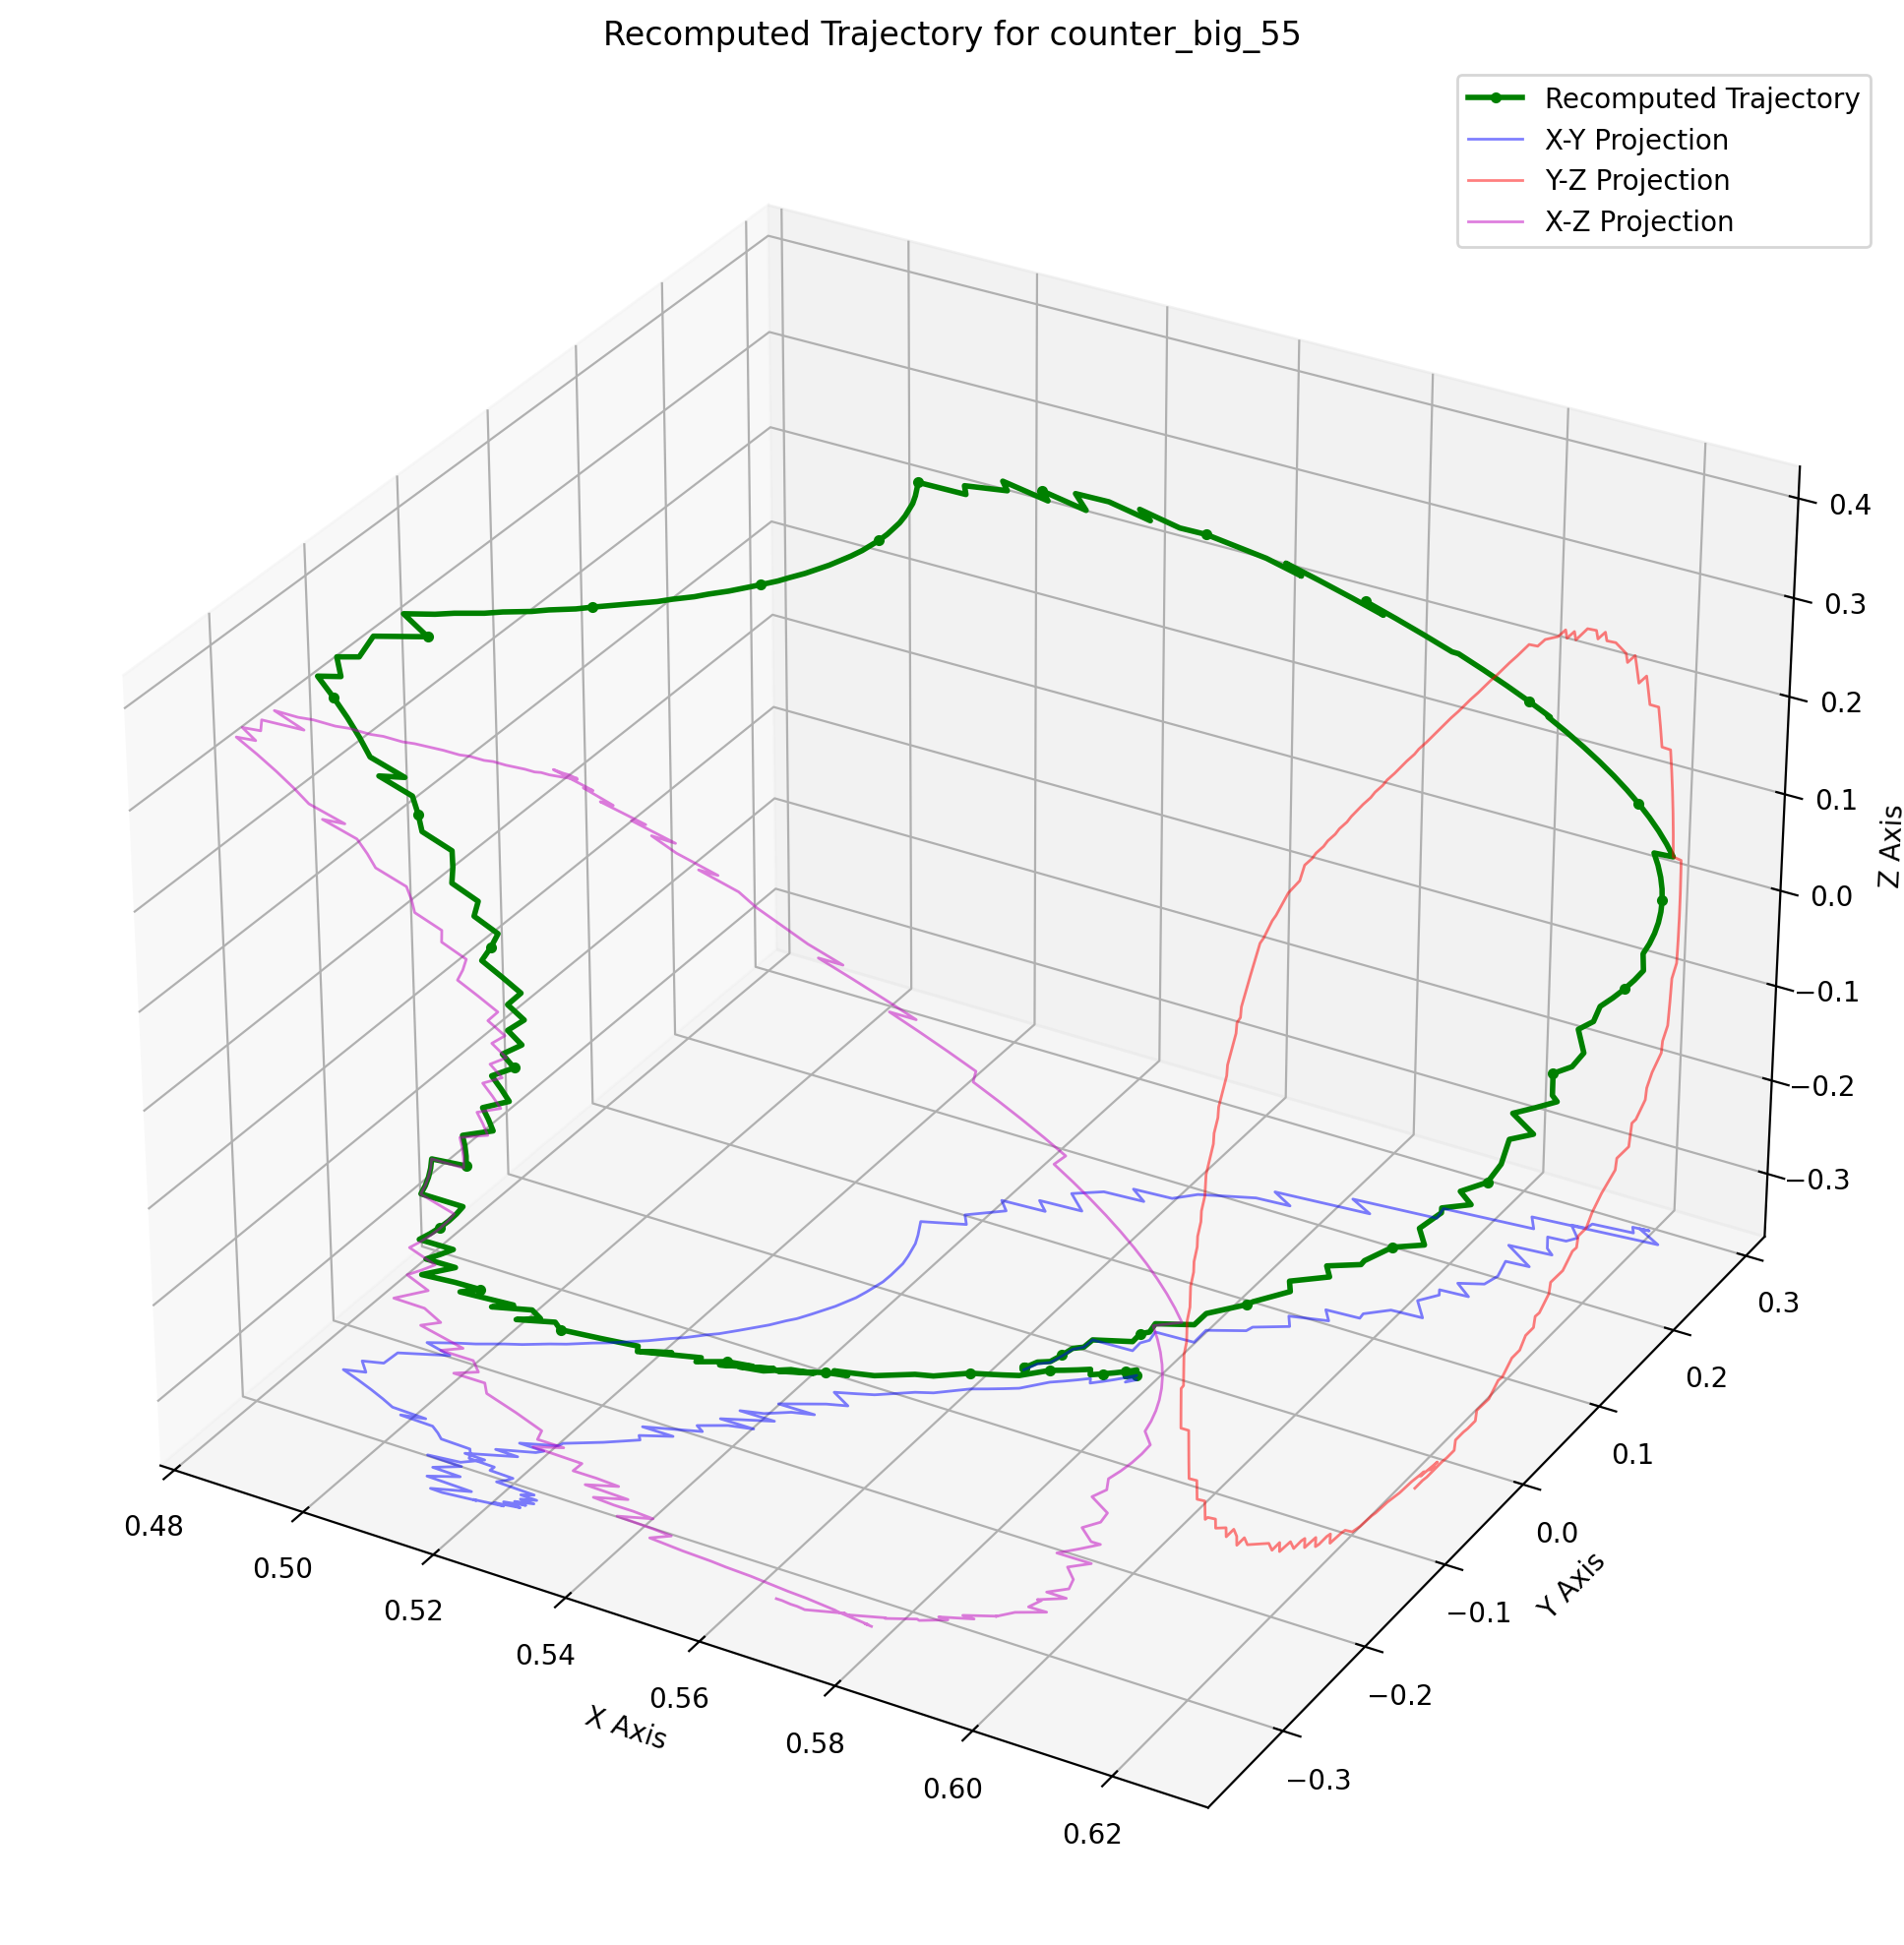 Recomputed Trajectory for counter_big_55
Recomputed Trajectory
X-Y Projection
Y-Z Projection
X-Z Projection
0.4
0.3
0.2
0.1
0.0
−0.1
−0.2
−0.3
Z Axis
0.3
0.2
0.1
0.0
−0.1
−0.2
−0.3
Y Axis
0.48
0.50
0.52
0.54
0.56
0.58
0.60
0.62
X Axis